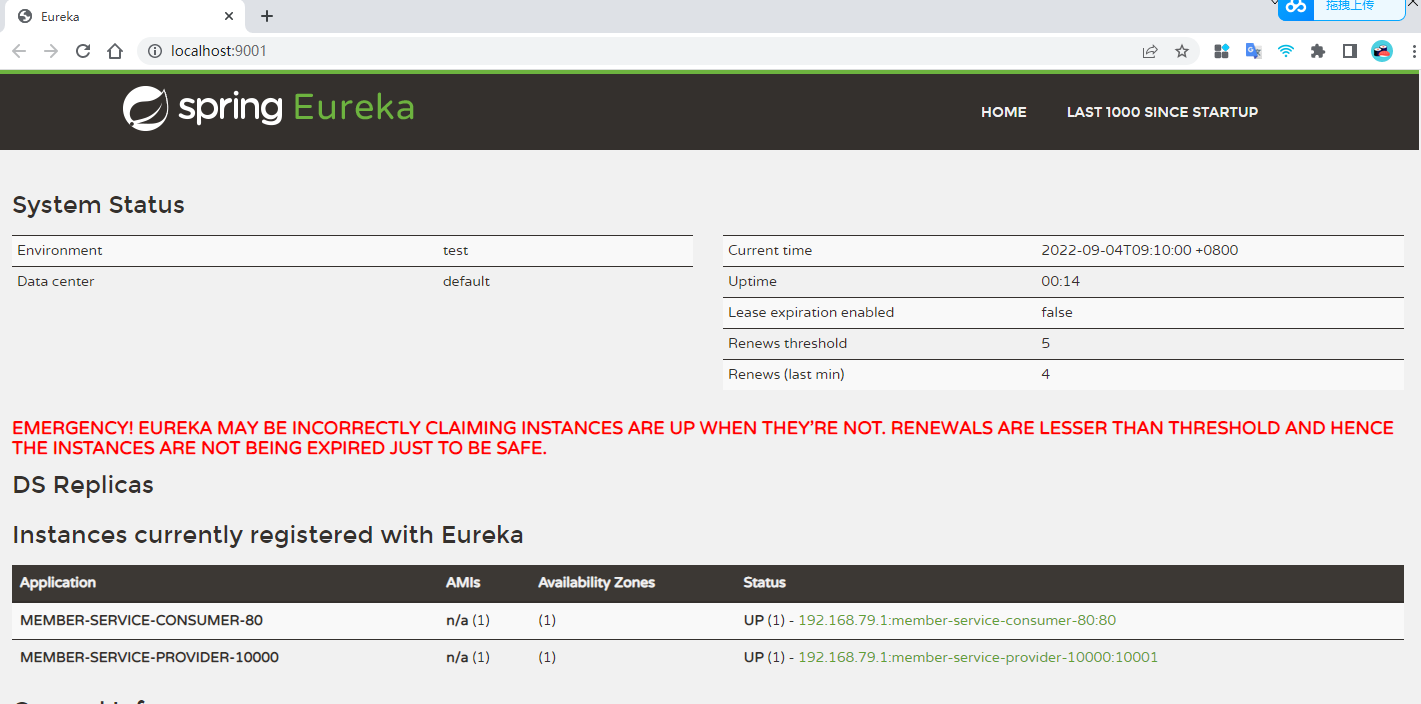 Eureka
拖拽上传
localhost:9001
spring Eureka
HOME LAST 1000 SINCE STARTUP
System Status
Environment test
Data center default
Current time 2022-09-04T09:10:00 +0800
Uptime 00:14
Lease expiration enabled false
Renews threshold 5
Renews (last min) 4
EMERGENCY! EUREKA MAY BE INCORRECTLY CLAIMING INSTANCES ARE UP WHEN THEY'RE NOT. RENEWALS ARE LESSER THAN THRESHOLD AND HENCE
THE INSTANCES ARE NOT BEING EXPIRED JUST TO BE SAFE.
DS Replicas
Instances currently registered with Eureka
Application AMIs Availability Zones Status
MEMBER-SERVICE-CONSUMER-80 n/a (1) (1) UP (1) - 192.168.79.1:member-service-consumer-80:80
MEMBER-SERVICE-PROVIDER-10000 n/a (1) (1) UP (1) - 192.168.79.1:member-service-provider-10000:10001